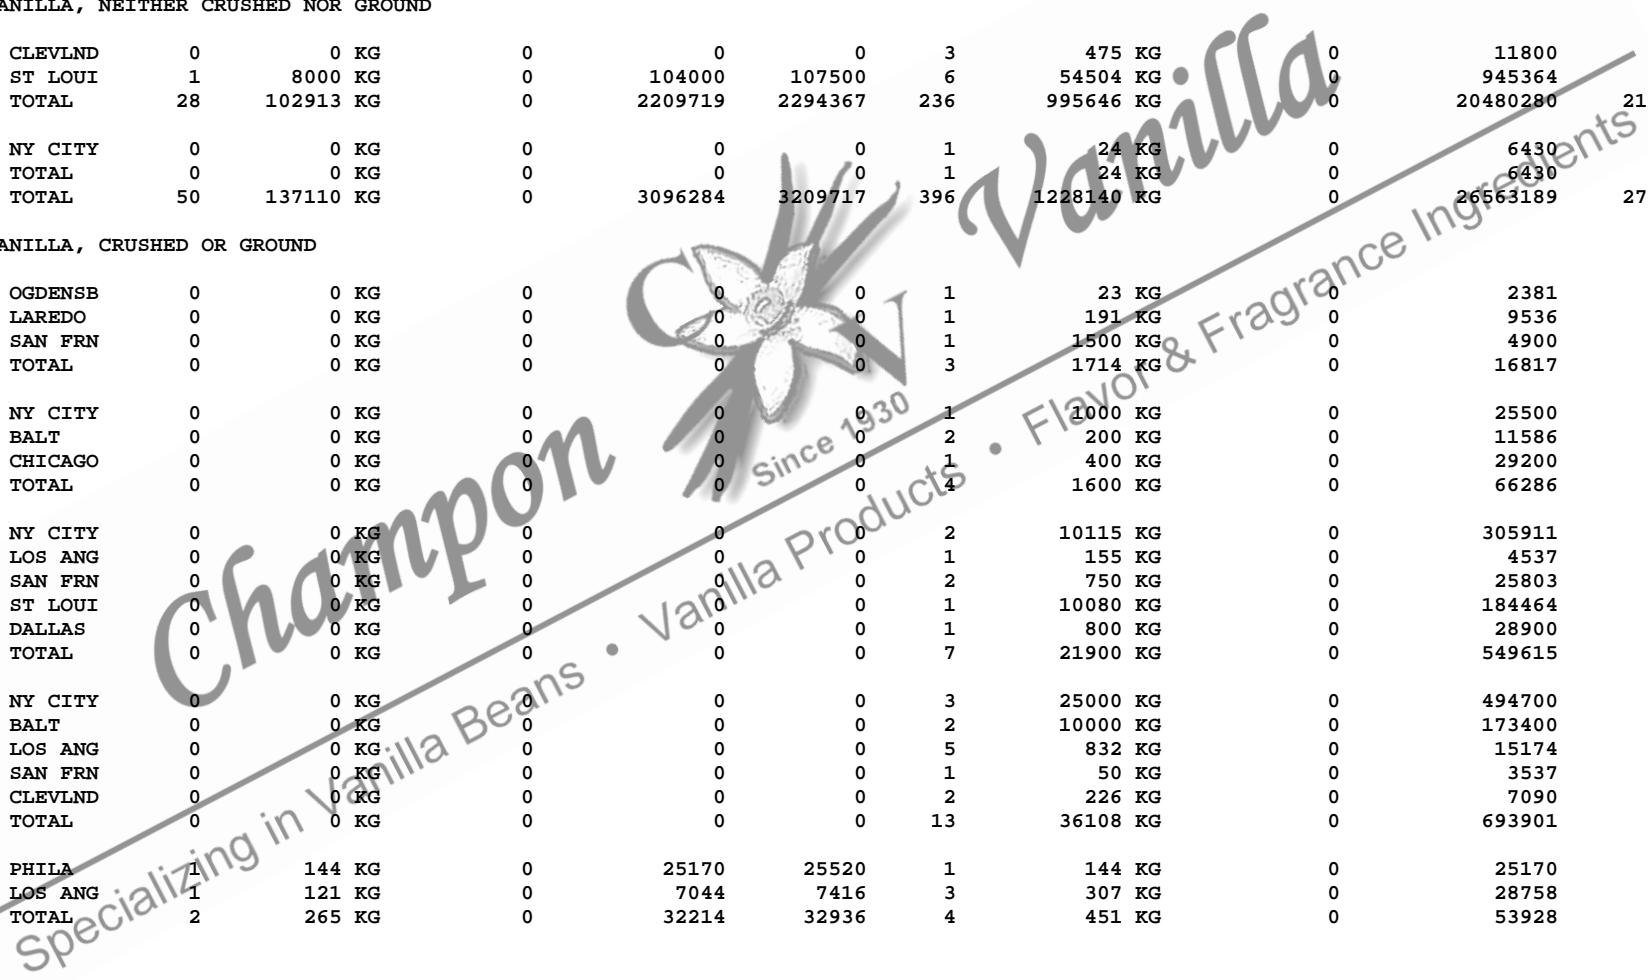 ANILLA, NEITHER CRUSHED NOR GROUND
CLEVLND 0 0 KG 0 0 0 3 475 KG 0 11800
ST LOUI 1 8000 KG 0 104000 107500 6 54504 KG 0 945364
TOTAL 28 102913 KG 0 2209719 2294367 236 995646 KG 0 20480280 21
NY CITY 0 0 KG 0 0 0 1 24 KG 0 6430
TOTAL 0 0 KG 0 0 0 1 24 KG 0 6430
TOTAL 50 137110 KG 0 3096284 3209717 396 1228140 KG 0 26563189 27
ANILLA, CRUSHED OR GROUND
OGDENSB 0 0 KG 0 0 0 1 23 KG 0 2381
LAREDO 0 0 KG 0 0 0 1 191 KG 0 9536
SAN FRN 0 0 KG 0 0 0 1 1500 KG 0 4900
TOTAL 0 0 KG 0 0 0 3 1714 KG 0 16817
NY CITY 0 0 KG 0 0 0 1 1000 KG 0 25500
BALT 0 0 KG 0 0 0 2 200 KG 0 11586
CHICAGO 0 0 KG 0 0 0 1 400 KG 0 29200
TOTAL 0 0 KG 0 0 0 4 1600 KG 0 66286
NY CITY 0 0 KG 0 0 0 2 10115 KG 0 305911
LOS ANG 0 0 KG 0 0 0 1 155 KG 0 4537
SAN FRN 0 0 KG 0 0 0 2 750 KG 0 25803
ST LOUI 0 0 KG 0 0 0 1 10080 KG 0 184464
DALLAS 0 0 KG 0 0 0 1 800 KG 0 28900
TOTAL 0 0 KG 0 0 0 7 21900 KG 0 549615
NY CITY 0 0 KG 0 0 0 3 25000 KG 0 494700
BALT 0 0 KG 0 0 0 2 10000 KG 0 173400
LOS ANG 0 0 KG 0 0 0 5 832 KG 0 15174
SAN FRN 0 0 KG 0 0 0 1 50 KG 0 3537
CLEVLND 0 0 KG 0 0 0 2 226 KG 0 7090
TOTAL 0 0 KG 0 0 0 13 36108 KG 0 693901
PHILA 1 144 KG 0 25170 25520 1 144 KG 0 25170
LOS ANG 1 121 KG 0 7044 7416 3 307 KG 0 28758
TOTAL 2 265 KG 0 32214 32936 4 451 KG 0 53928
Champon Vanilla
C V
Since 1930
Specializing in Vanilla Beans • Vanilla Products • Flavor & Fragrance Ingredients